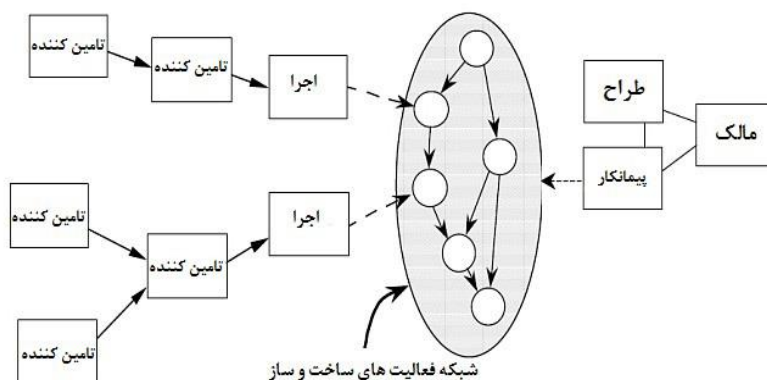 تامین کننده
تامین کننده
اجرا
طراح
مالک
پیمانکار
تامین کننده
تامین کننده
اجرا
تامین کننده
شبکه فعالیت های ساخت و ساز